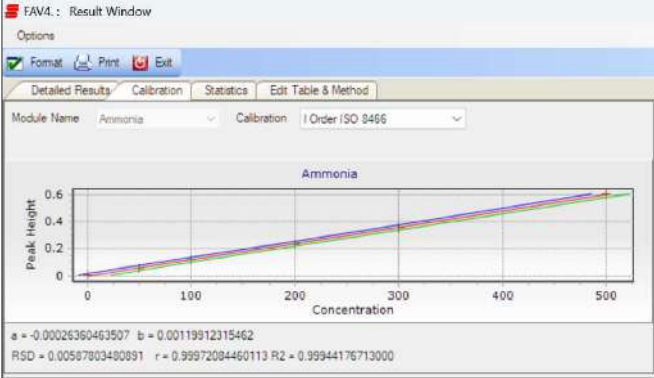 FAV4.: Result Window
Options
Format Print Exit
Detailed Results Calibration Statistics Edit Table & Method
Module Name Ammonia Calibration I Order ISO 8466
Ammonia
Peak Height
0.6
0.4
0.2
0
0 100 200 300 400 500
Concentration
a = -0.00026360463507 b = 0.00119912315462
RSD = 0.00587803480891 r = 0.99972084460113 R2 = 0.99944176713000